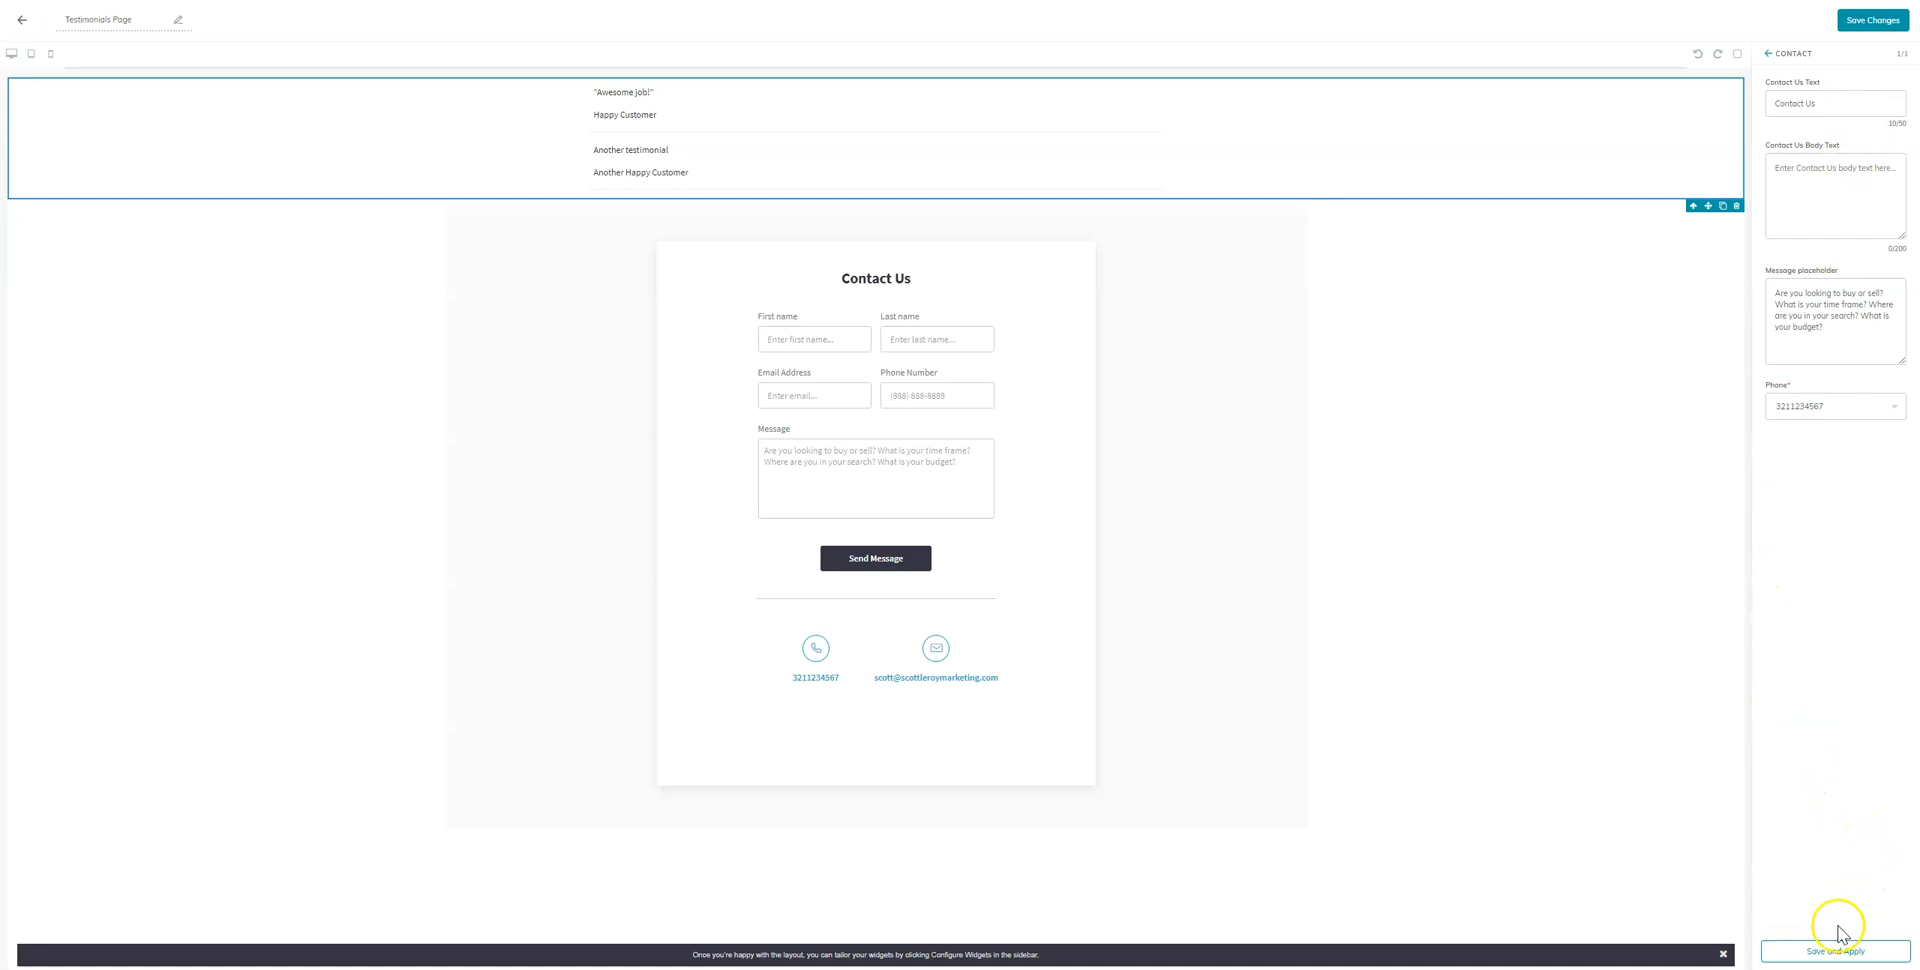 Testimonials Page
Save Changes
CONTACT
1/1
"Awesome job!"
Happy Customer
Another testimonial
Another Happy Customer
Contact Us
First name
Last name
Enter first name...
Enter last name...
Email Address
Phone Number
Enter email...
(888) 888-8888
Message
Are you looking to buy or sell? What is your time frame?
Where are you in your search? What is your budget?
Send Message
3211234567
scott@scottleroymarketing.com
Once you're happy with the layout, you can tailor your widgets by clicking Configure Widgets in the sidebar.
Contact Us Text
Contact Us
10/50
Contact Us Body Text
Enter Contact Us body text here...
0/200
Message placeholder
Are you looking to buy or sell?
What is your time frame? Where
are you in your search? What is
your budget?
Phone*
3211234567
Save and Apply